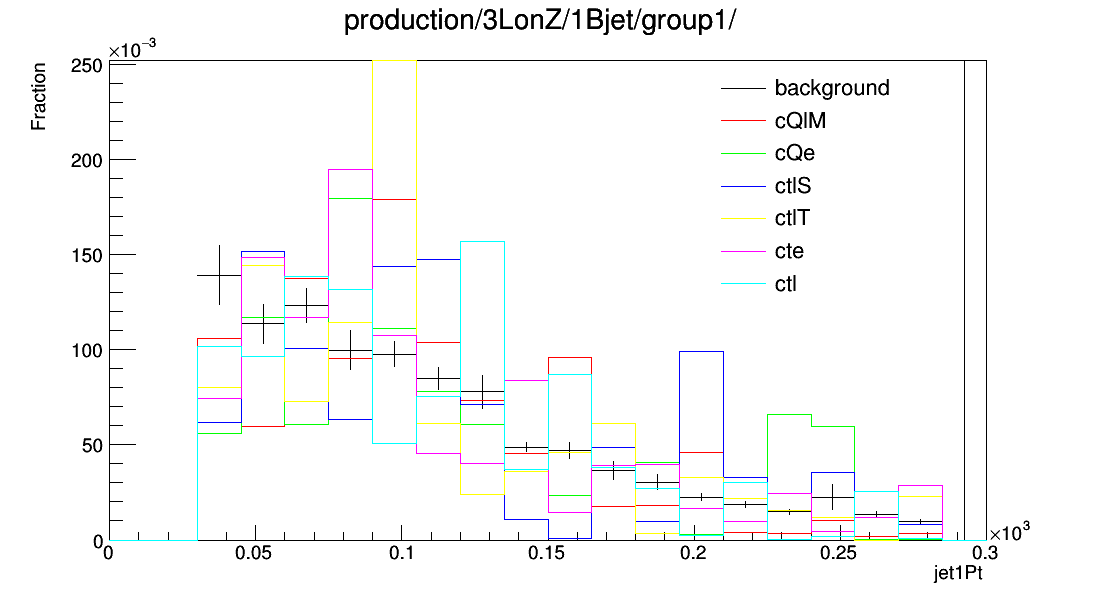 production/3LonZ/1Bjet/group1/
×10⁻³
Fraction
250
200
150
100
50
0
background
cQlM
cQe
ctlS
ctlT
cte
ctl
0 0.05 0.1 0.15 0.2 0.25 0.3
×10³
jet1Pt